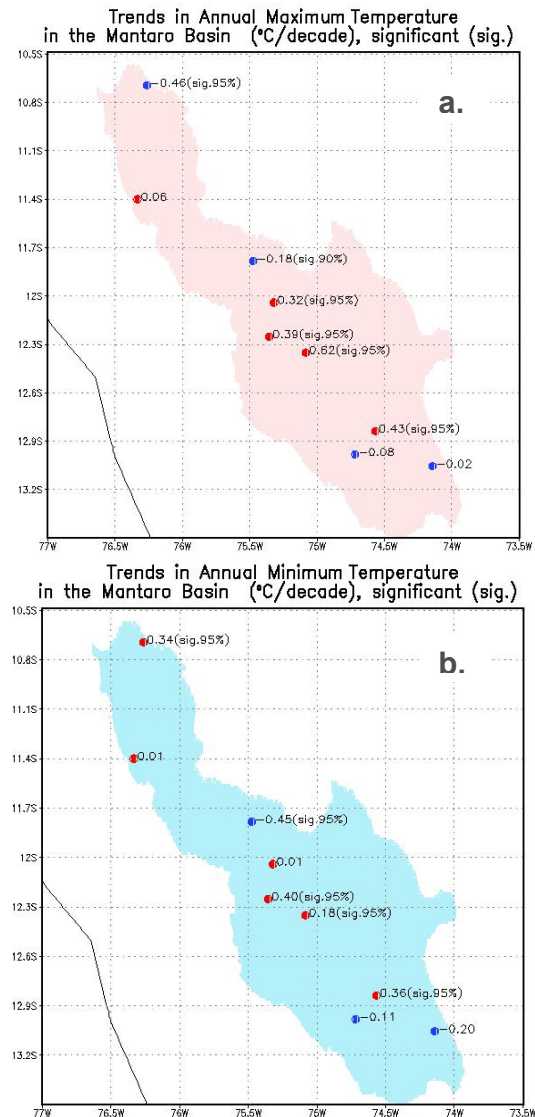 Trends in Annual Maximum Temperature
in the Mantaro Basin (°C/decade), significant (sig.)
10.5S
a.
-0.46(sig.95%)
10.8S
11.1S
11.4S
0.06
11.7S
-0.18(sig.90%)
12S
0.32(sig.95%)
12.3S
0.39(sig.95%)
0.62(sig.95%)
12.6S
0.43(sig.95%)
12.9S
-0.08
-0.02
13.2S
77W 76.5W 76W 75.5W 75W 74.5W 74W 73.5W
Trends in Annual Minimum Temperature
in the Mantaro Basin (°C/decade), significant (sig.)
10.5S
0.34(sig.95%)
b.
10.8S
11.1S
11.4S
0.01
11.7S
-0.45(sig.95%)
12S
0.01
0.40(sig.95%)
12.3S
0.18(sig.95%)
12.6S
0.36(sig.95%)
12.9S
-0.11
-0.20
13.2S
77W 76.5W 76W 75.5W 75W 74.5W 74W 73.5W